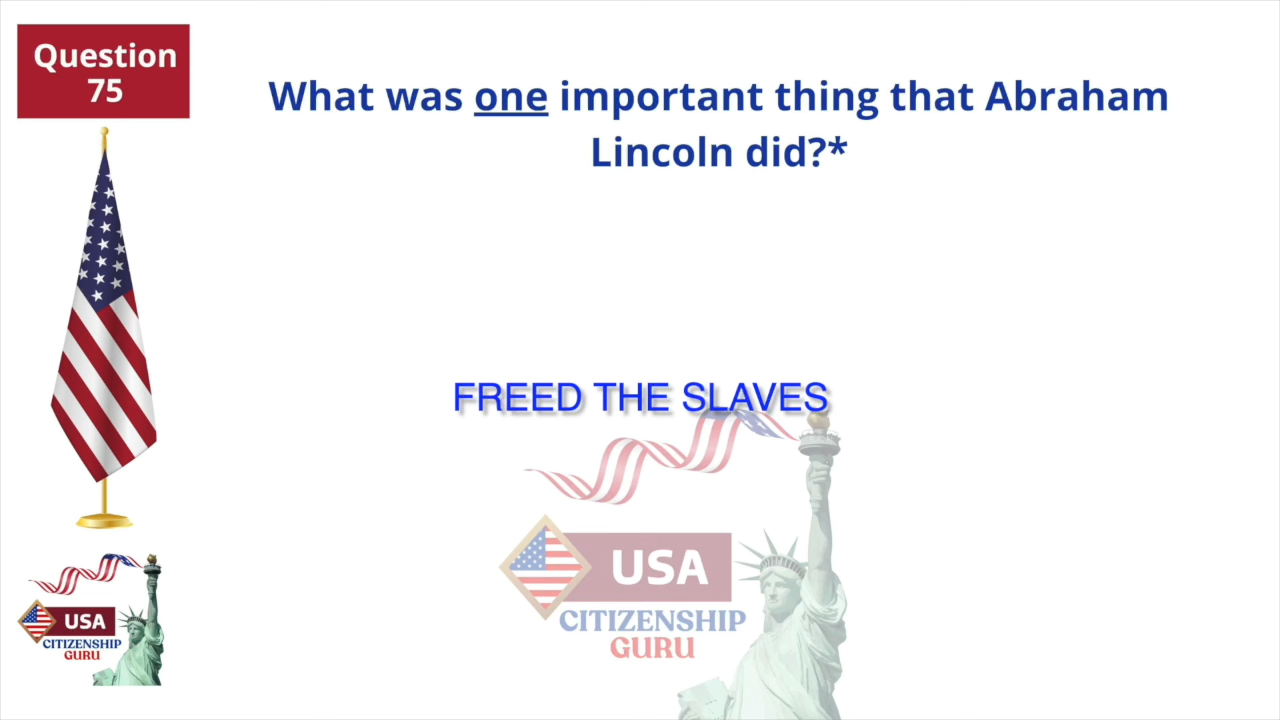 Question
75
What was one important thing that Abraham
Lincoln did?*
FREED THE SLAVES
USA
CITIZENSHIP
GURU
USA
CITIZENSHIP
GURU